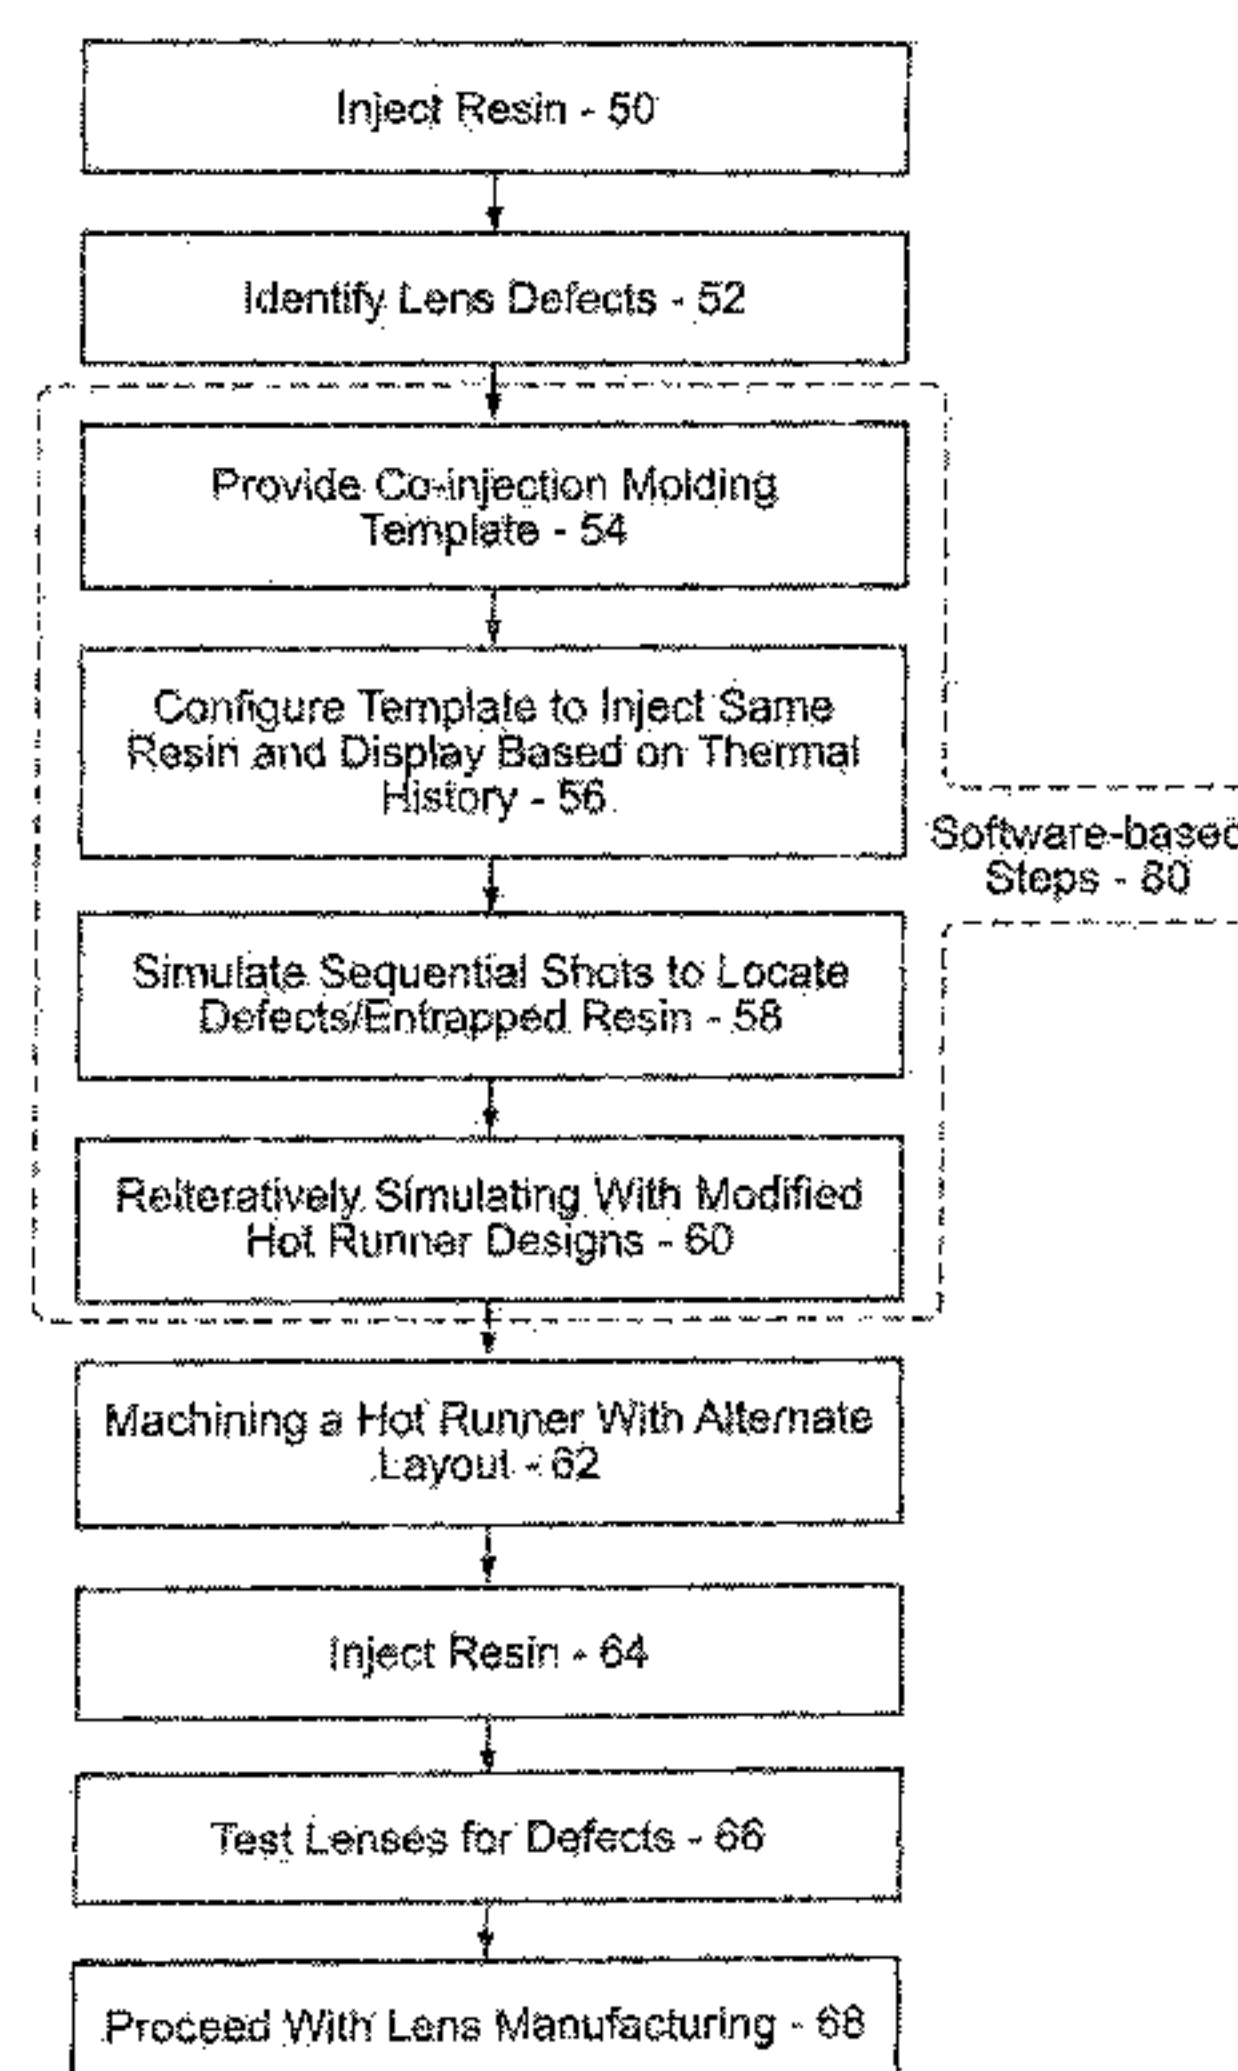 Inject Resin - 50
Identify Lens Defects - 52
Provide Co-injection Molding
Template - 54
Configure Template to Inject Same
Resin and Display Based on Thermal
History - 56
Software-based
Steps - 80
Simulate Sequential Shots to Locate
Defects/Entrapped Resin - 58
Reiteratively Simulating With Modified
Hot Runner Designs - 60
Machining a Hot Runner With Alternate
Layout - 62
Inject Resin - 64
Test Lenses for Defects - 66
Proceed With Lens Manufacturing - 68